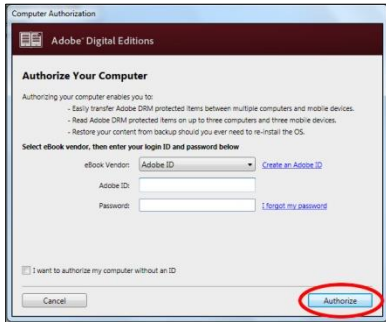 Computer Authorization
Adobe® Digital Editions
Authorize Your Computer
Authorizing your computer enables you to:
- Easily transfer Adobe DRM protected items between multiple computers and mobile devices.
- Read Adobe DRM protected items on up to three computers and three mobile devices.
- Restore your content from backup should you ever need to re-install the OS.
Select eBook vendor, then enter your login ID and password below
eBook Vendor: Adobe ID Create an Adobe ID
Adobe ID:
Password: I forgot my password
I want to authorize my computer without an ID
Cancel Authorize